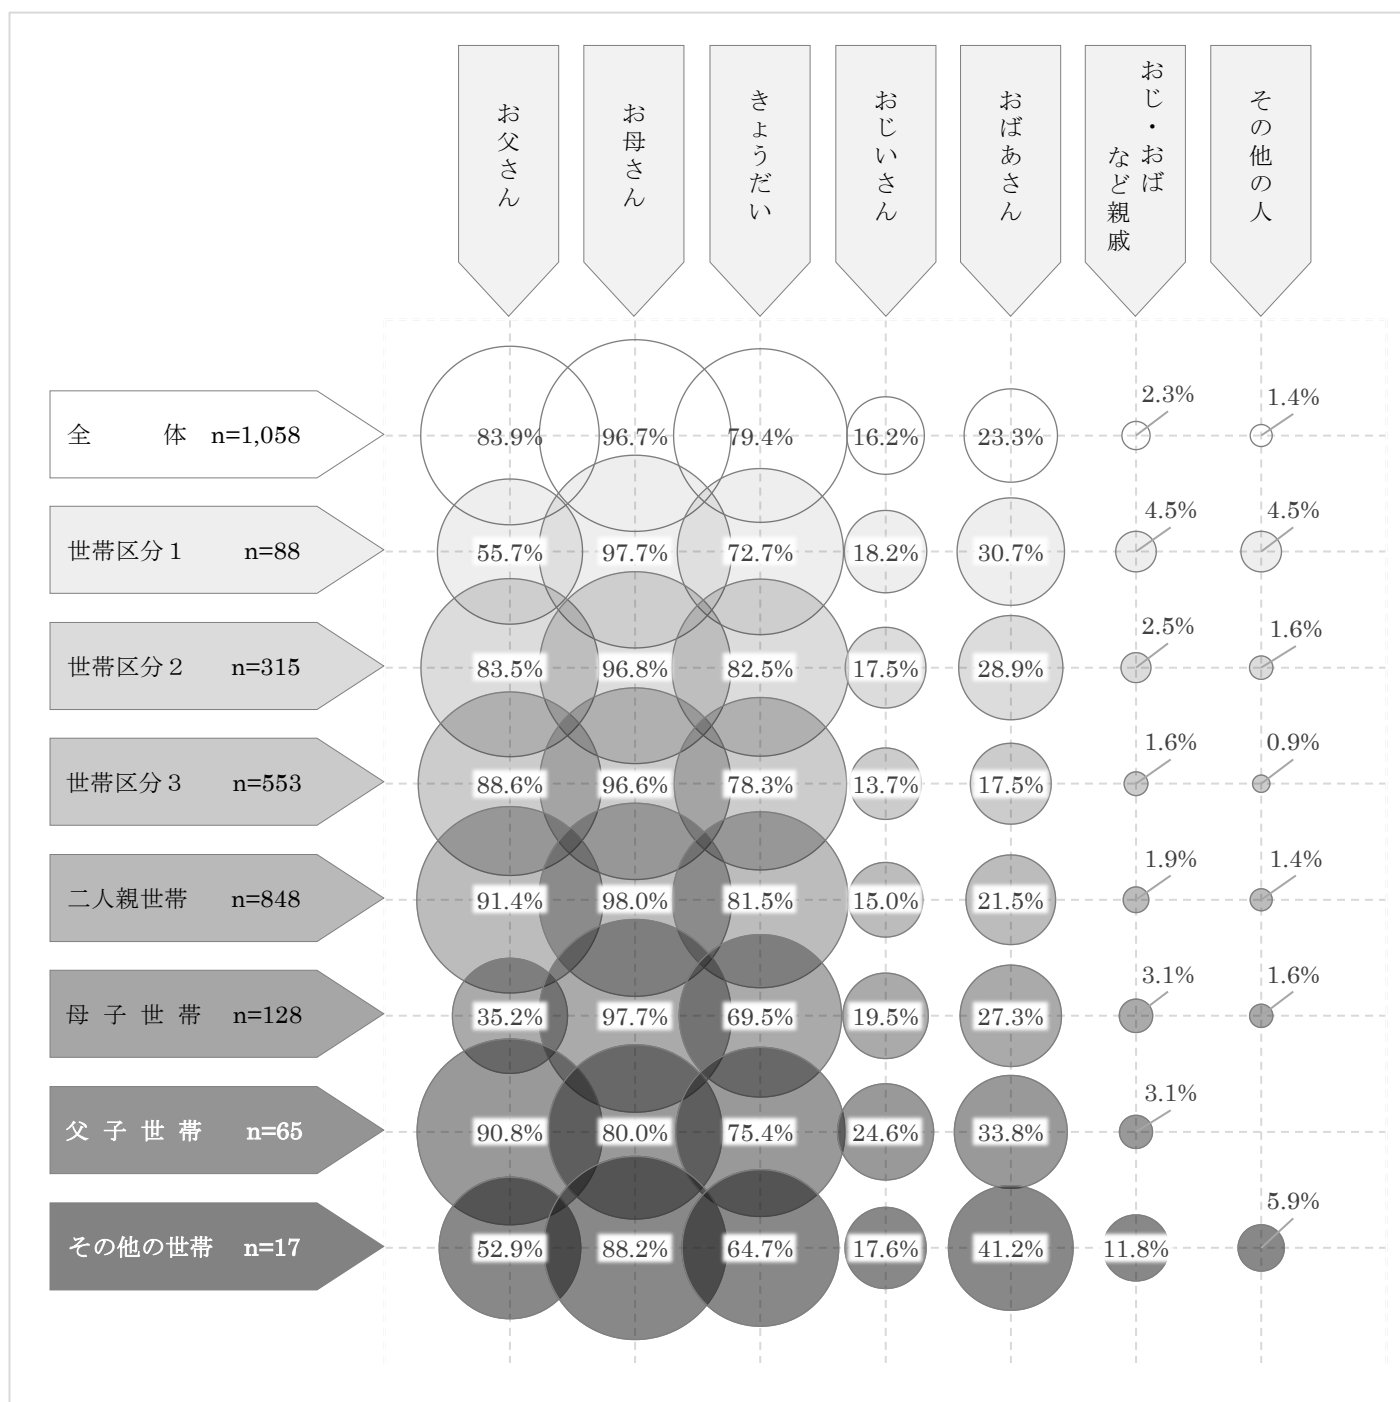 お父さん
お母さん
きょうだい
おじいさん
おばあさん
おじ・おば
など親戚
その他の人
全　体 n=1,058
83.9% 96.7% 79.4% 16.2% 23.3% 2.3% 1.4%
世帯区分１ n=88
55.7% 97.7% 72.7% 18.2% 30.7% 4.5% 4.5%
世帯区分２ n=315
83.5% 96.8% 82.5% 17.5% 28.9% 2.5% 1.6%
世帯区分３ n=553
88.6% 96.6% 78.3% 13.7% 17.5% 1.6% 0.9%
二人親世帯 n=848
91.4% 98.0% 81.5% 15.0% 21.5% 1.9% 1.4%
母 子 世 帯 n=128
35.2% 97.7% 69.5% 19.5% 27.3% 3.1% 1.6%
父 子 世 帯 n=65
90.8% 80.0% 75.4% 24.6% 33.8% 3.1%
その他の世帯 n=17
52.9% 88.2% 64.7% 17.6% 41.2% 11.8% 5.9%